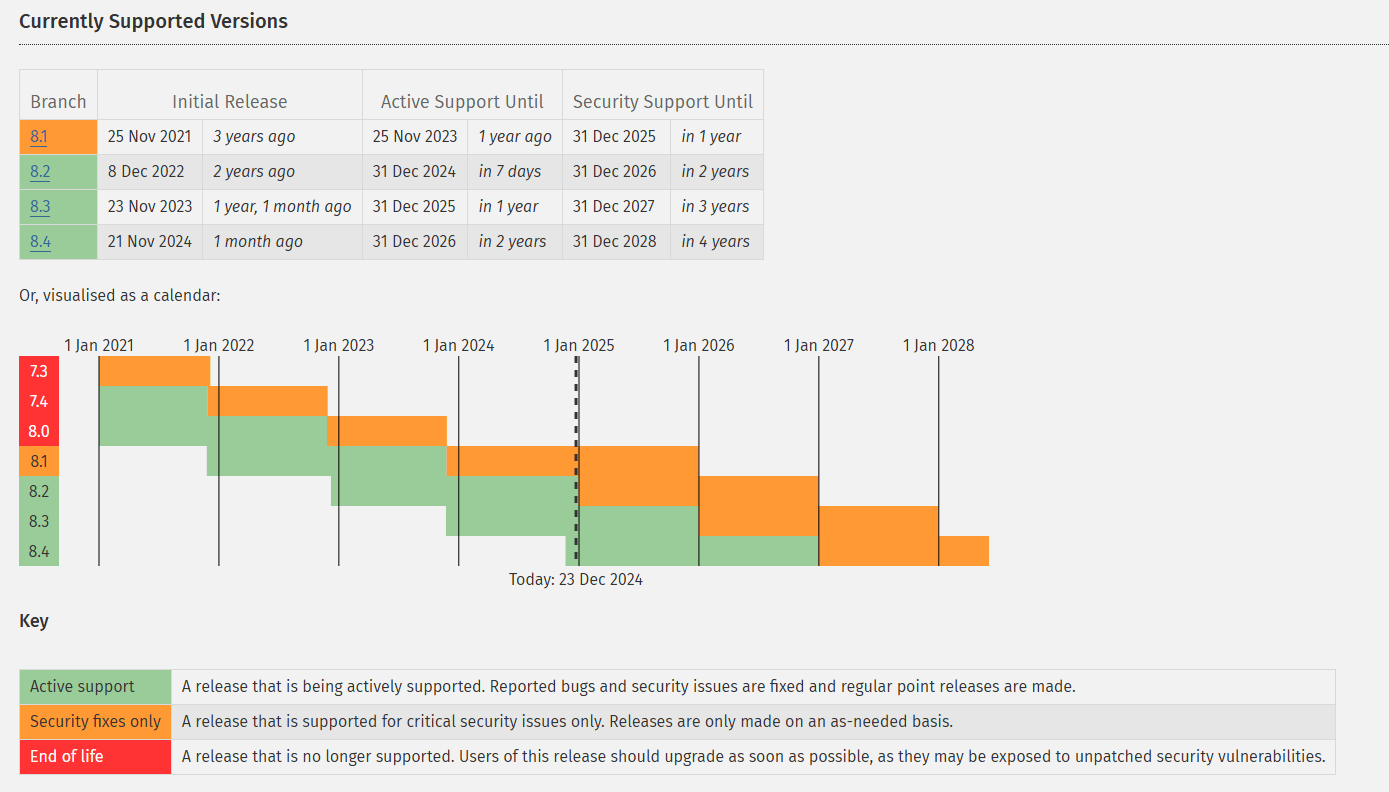 Currently Supported Versions
Branch Initial Release Active Support Until Security Support Until
8.1 25 Nov 2021 3 years ago 25 Nov 2023 1 year ago 31 Dec 2025 in 1 year
8.2 8 Dec 2022 2 years ago 31 Dec 2024 in 7 days 31 Dec 2026 in 2 years
8.3 23 Nov 2023 1 year, 1 month ago 31 Dec 2025 in 1 year 31 Dec 2027 in 3 years
8.4 21 Nov 2024 1 month ago 31 Dec 2026 in 2 years 31 Dec 2028 in 4 years
Or, visualised as a calendar:
1 Jan 2021 1 Jan 2022 1 Jan 2023 1 Jan 2024 1 Jan 2025 1 Jan 2026 1 Jan 2027 1 Jan 2028
7.3
7.4
8.0
8.1
8.2
8.3
8.4
Today: 23 Dec 2024
Key
Active support A release that is being actively supported. Reported bugs and security issues are fixed and regular point releases are made.
Security fixes only A release that is supported for critical security issues only. Releases are only made on an as-needed basis.
End of life A release that is no longer supported. Users of this release should upgrade as soon as possible, as they may be exposed to unpatched security vulnerabilities.